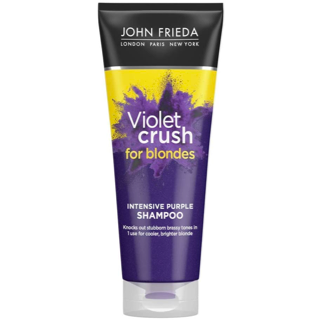 JOHN FRIEDA
LONDON PARIS NEW YORK
Violet
crush
for blondes
INTENSIVE PURPLE
SHAMPOO
Knocks out stubborn brassy tones in
1 use for cooler, brighter blonde